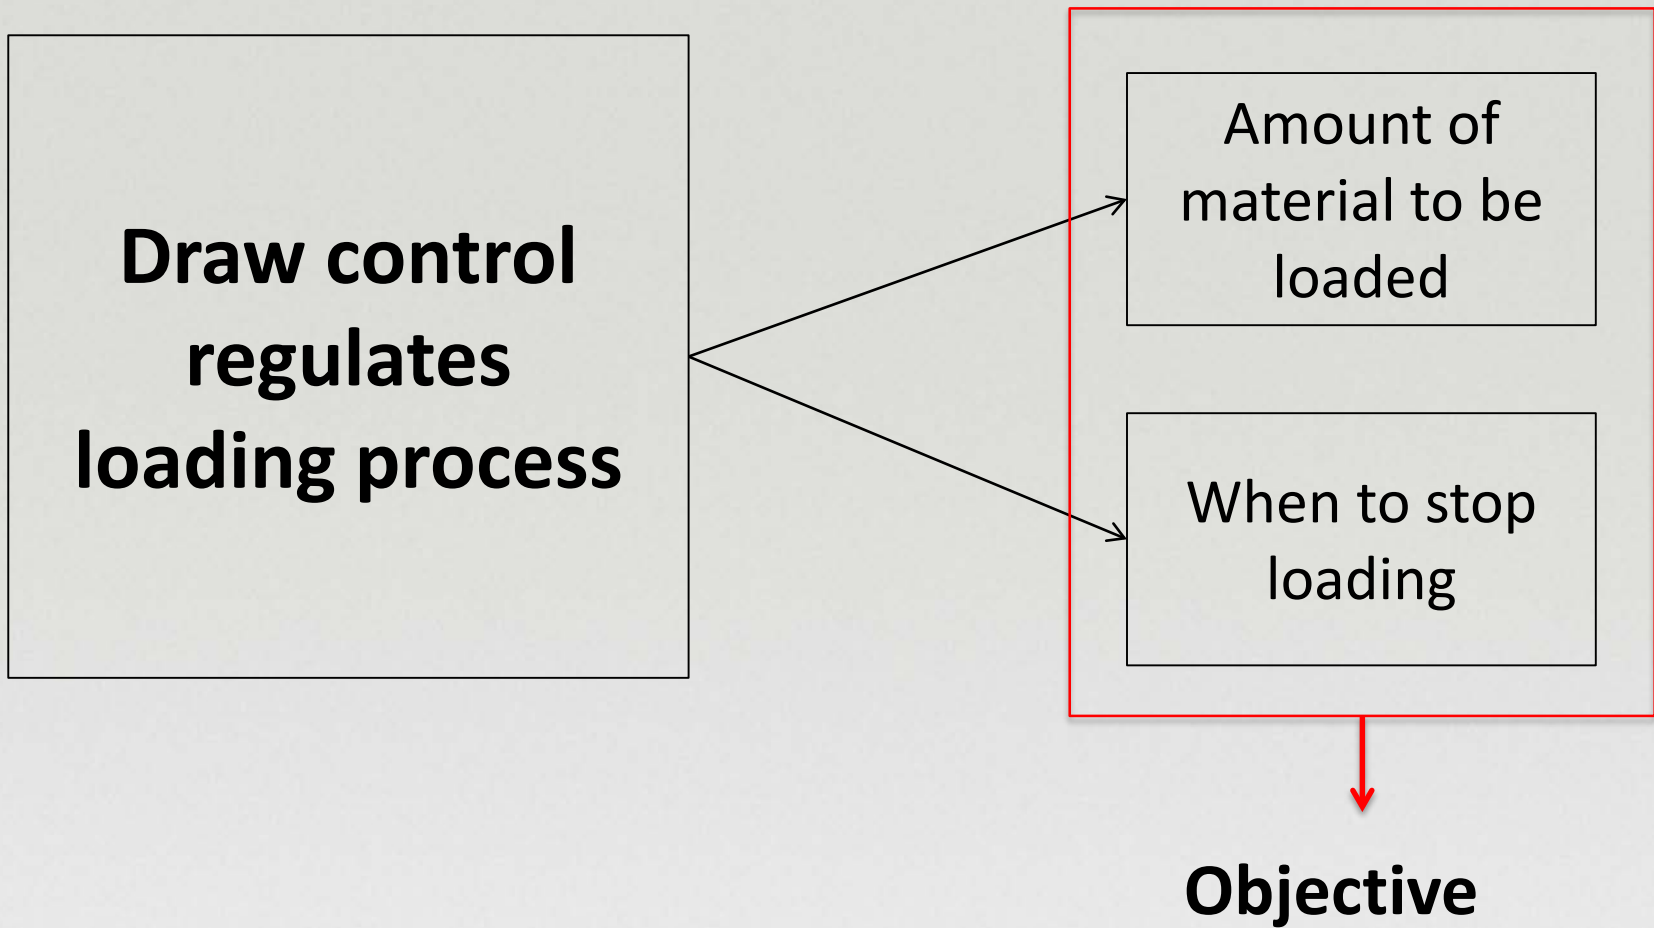 Draw control
regulates
loading process
Amount of
material to be
loaded
When to stop
loading
Objective